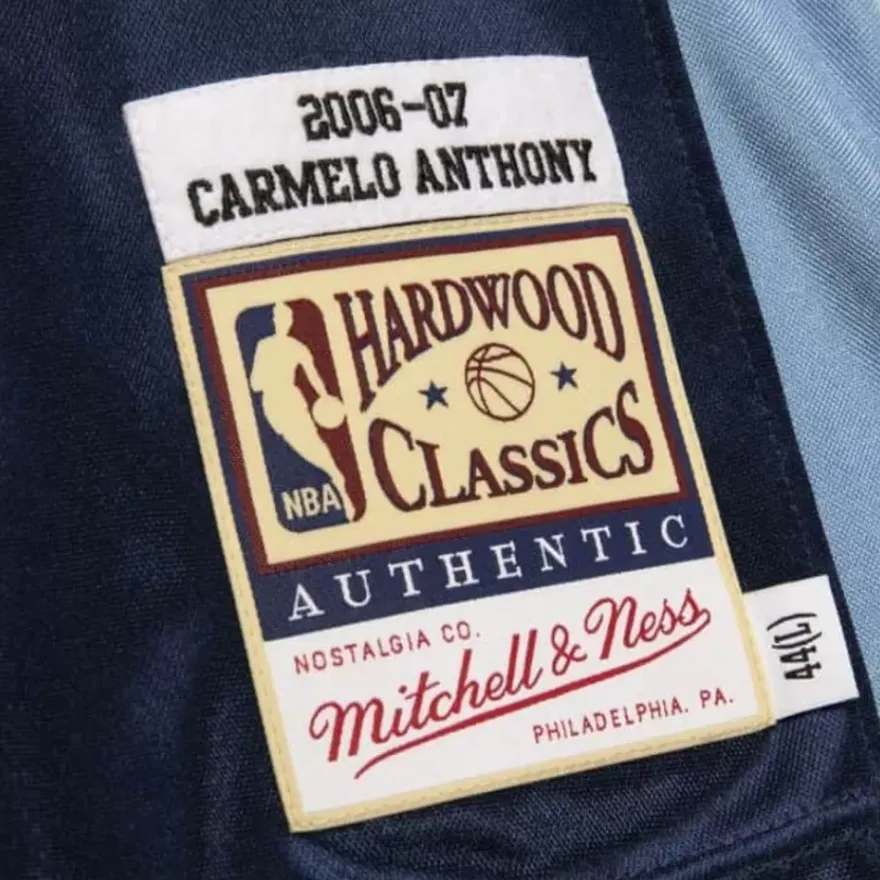 2006-07
CARMELO ANTHONY
HARDWOOD
CLASSICS
NBA
AUTHENTIC
NOSTALGIA CO.
Mitchell & Ness
PHILADELPHIA. PA.
44(L)